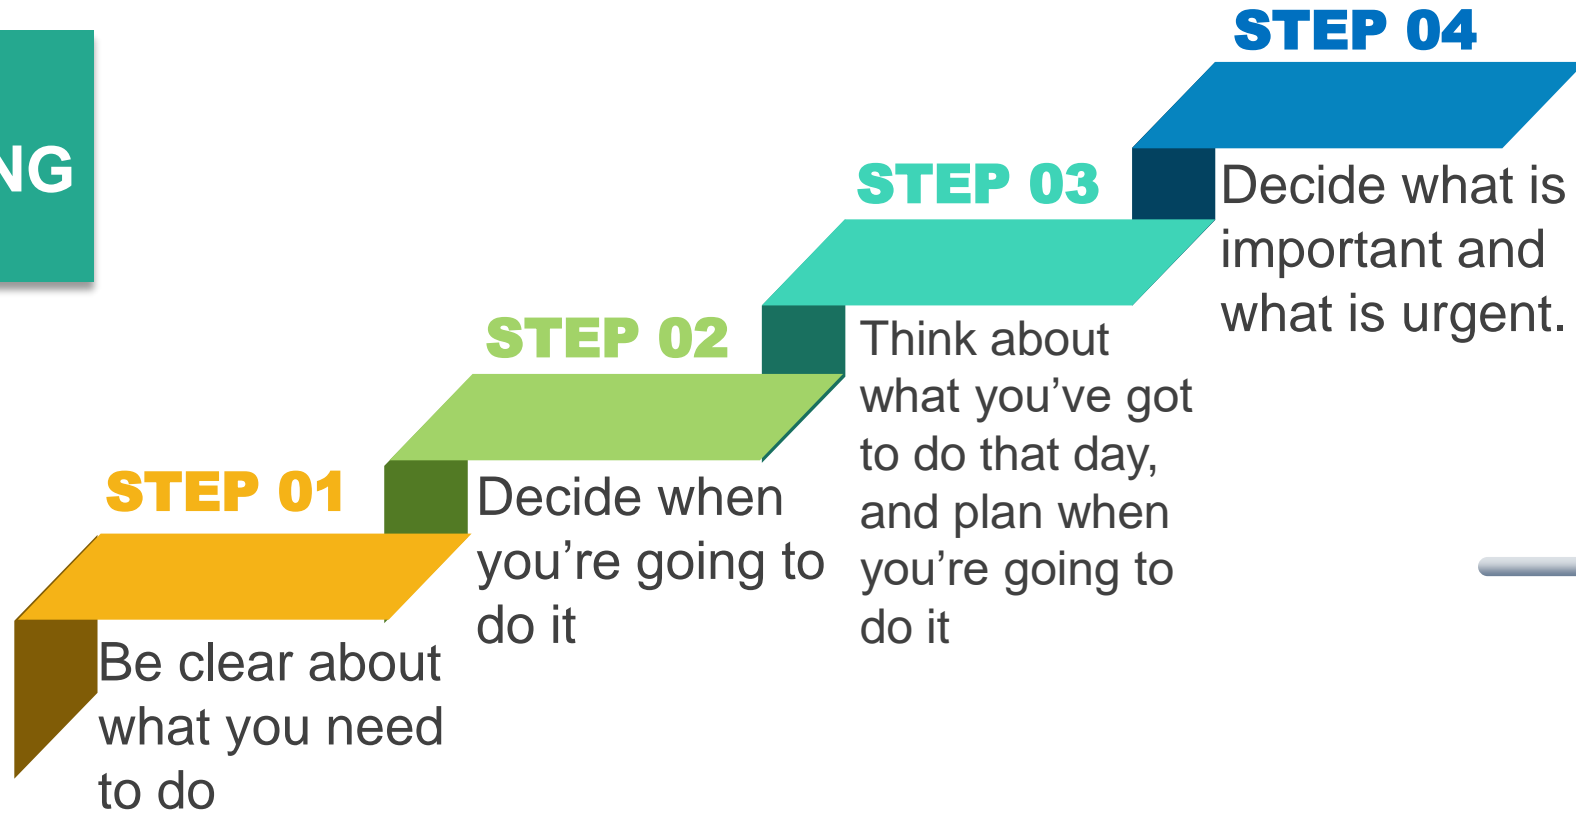 NG
STEP 01
Be clear about
what you need
to do
STEP 02
Decide when
you’re going to
do it
STEP 03
Think about
what you’ve got
to do that day,
and plan when
you’re going to
do it
STEP 04
Decide what is
important and
what is urgent.